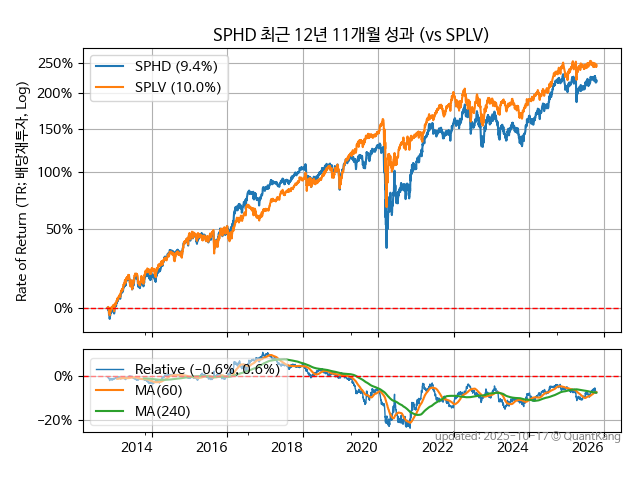 SPHD 최근 12년 11개월 성과 (vs SPLV)
Rate of Return (TR: 배당재투자, Log)
250%
200%
150%
100%
50%
0%
SPHD (9.4%)
SPLV (10.0%)
0%
−20%
Relative (−0.6%, 0.6%)
MA(60)
MA(240)
updated: 2025-10-17 © QuantKang
2014 2016 2018 2020 2022 2024 2026